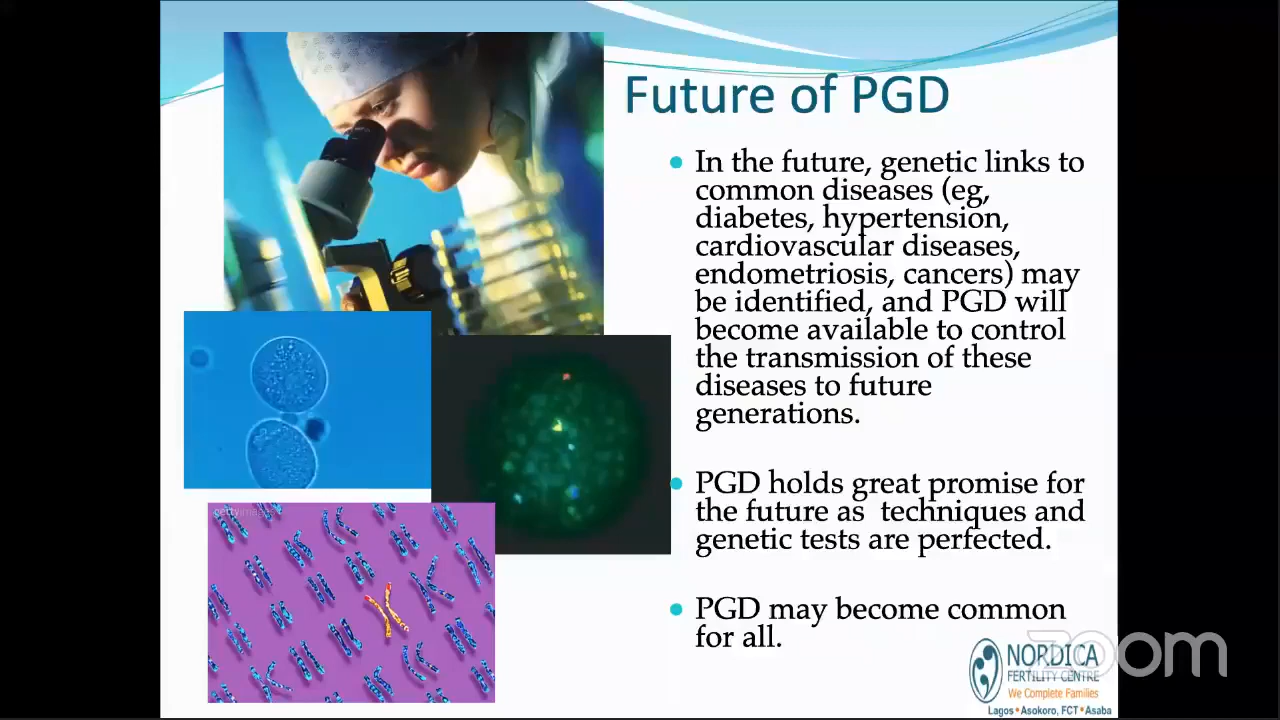 Future of PGD
In the future, genetic links to
common diseases (eg,
diabetes, hypertension,
cardiovascular diseases,
endometriosis, cancers) may
be identified, and PGD will
become available to control
the transmission of these
diseases to future
generations.
PGD holds great promise for
the future as  techniques and
genetic tests are perfected.
PGD may become common
for all.
gettyimages
zoom
NORDICA
FERTILITY CENTRE
We Complete Families
Lagos • Asokoro, FCT • Asaba